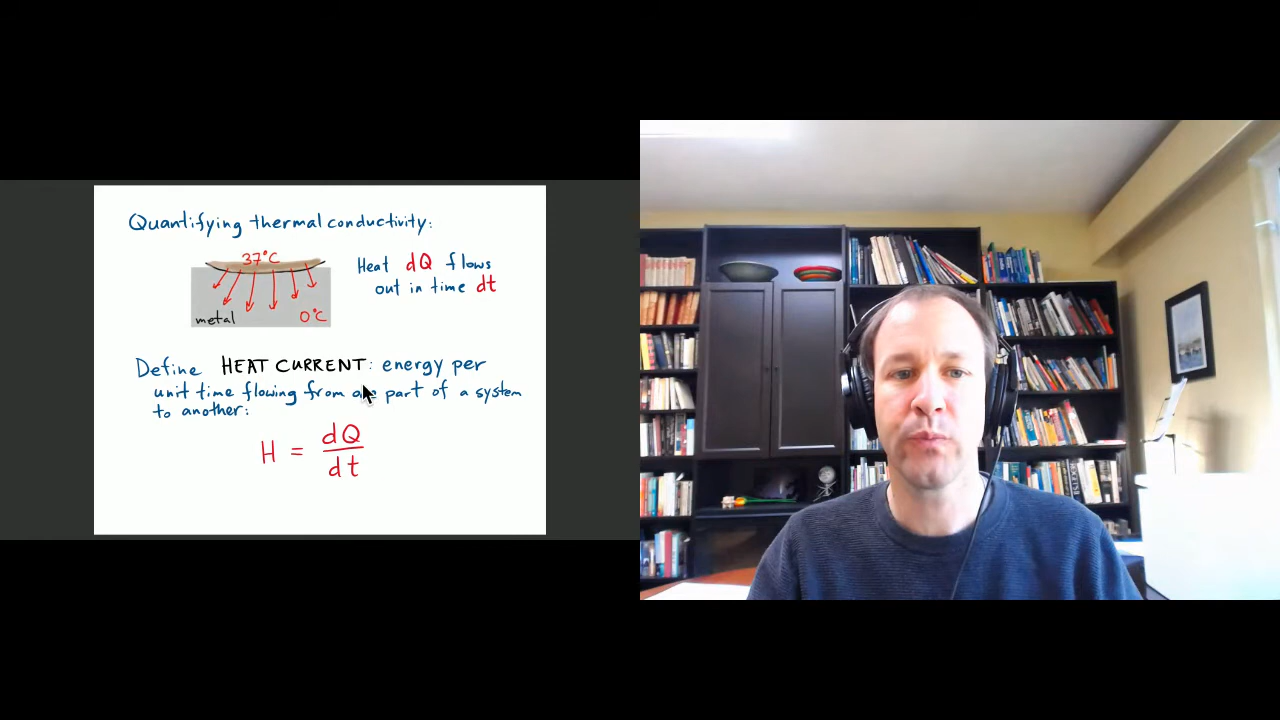 Quantifying thermal conductivity:
37°C
Heat dQ flows
out in time dt
metal
0°C
Define HEAT CURRENT: energy per
unit time flowing from one part of a system
to another:
H = dQ
dt